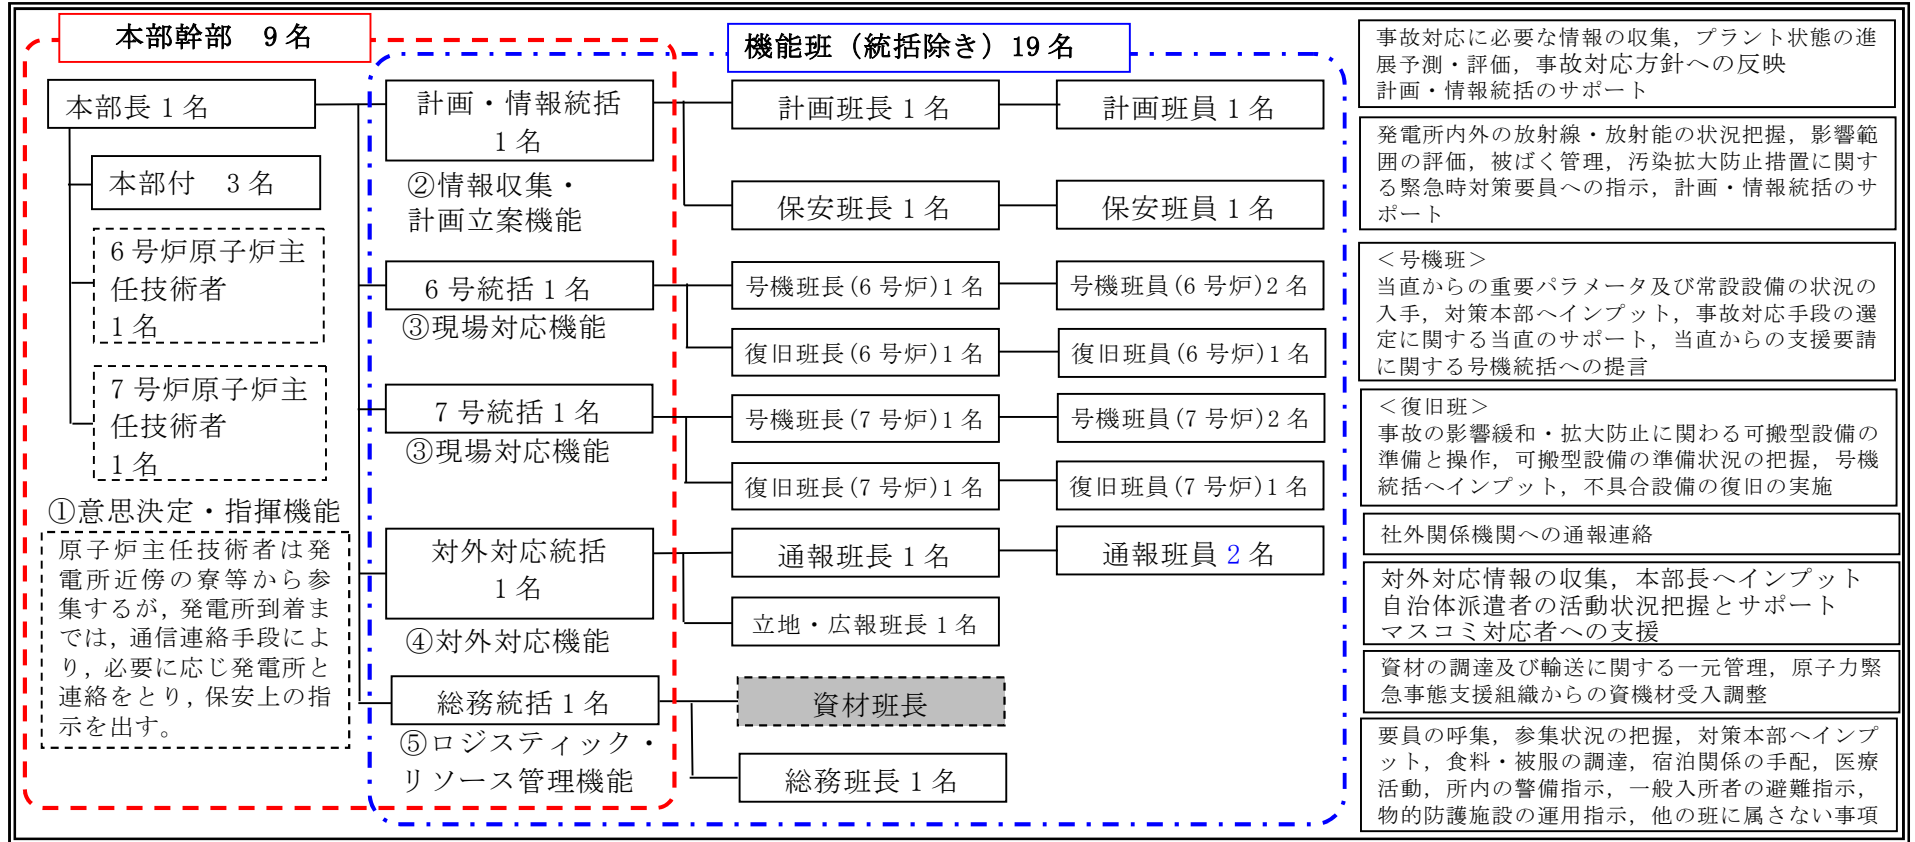 本部幹部　9名
機能班（統括除き）19名
本部長1名
本部付　3名
6号炉原子炉主
任技術者
1名
7号炉原子炉主
任技術者
1名
①意思決定・指揮機能
原子炉主任技術者は発
電所近傍の寮等から参
集するが，発電所到着ま
では，通信連絡手段によ
り，必要に応じ発電所と
連絡をとり，保安上の指
示を出す。
計画・情報統括
1名
②情報収集・
計画立案機能
6号統括1名
③現場対応機能
7号統括1名
③現場対応機能
対外対応統括
1名
④対外対応機能
総務統括1名
⑤ロジスティック・
リソース管理機能
計画班長1名
計画班員1名
保安班長1名
保安班員1名
号機班長(6号炉)1名
号機班員(6号炉)2名
復旧班長(6号炉)1名
復旧班員(6号炉)1名
号機班長(7号炉)1名
号機班員(7号炉)2名
復旧班長(7号炉)1名
復旧班員(7号炉)1名
通報班長1名
通報班員2名
立地・広報班長1名
資材班長
総務班長1名
事故対応に必要な情報の収集，プラント状態の進
展予測・評価，事故対応方針への反映
計画・情報統括のサポート
発電所内外の放射線・放射能の状況把握，影響範
囲の評価，被ばく管理，汚染拡大防止措置に関す
る緊急時対策要員への指示，計画・情報統括のサ
ポート
＜号機班＞
当直からの重要パラメータ及び常設設備の状況の
入手，対策本部へインプット，事故対応手段の選
定に関する当直のサポート，当直からの支援要請
に関する号機統括への提言
＜復旧班＞
事故の影響緩和・拡大防止に関わる可搬型設備の
準備と操作，可搬型設備の準備状況の把握，号機
統括へインプット，不具合設備の復旧の実施
社外関係機関への通報連絡
対外対応情報の収集，本部長へインプット
自治体派遣者の活動状況把握とサポート
マスコミ対応者への支援
資材の調達及び輸送に関する一元管理，原子力緊
急事態支援組織からの資機材受入調整
要員の呼集，参集状況の把握，対策本部へインプ
ット，食料・被服の調達，宿泊関係の手配，医療
活動，所内の警備指示，一般入所者の避難指示，
物的防護施設の運用指示，他の班に属さない事項